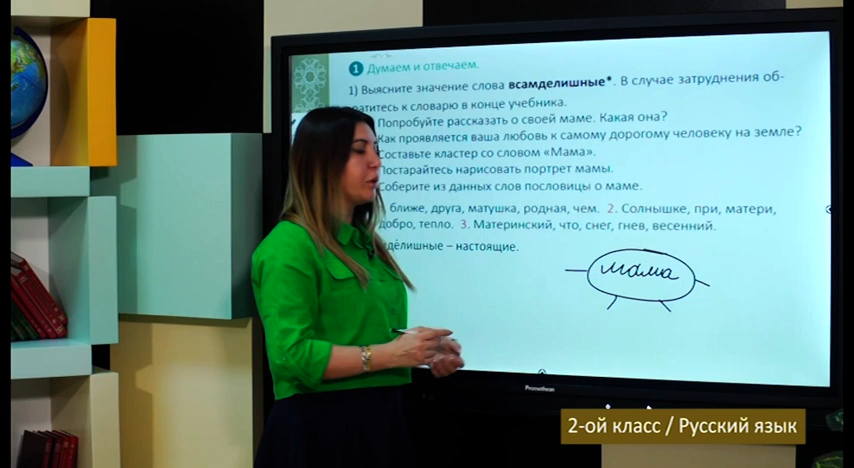 1 Думаем и отвечаем.
1) Выясните значение слова всамделишные*. В случае затруднения об-
ратитесь к словарю в конце учебника.
Попробуйте рассказать о своей маме. Какая она?
Как проявляется ваша любовь к самому дорогому человеку на земле?
Составьте кластер со словом «Мама».
Постарайтесь нарисовать портрет мамы.
Соберите из данных слов пословицы о маме.
ближе, друга, матушка, родная, чем. 2. Солнышке, при, матери,
добро, тепло. 3. Материнский, что, снег, гнев, весенний.
делишные – настоящие.
мама
Promethean
2-ой класс / Русский язык